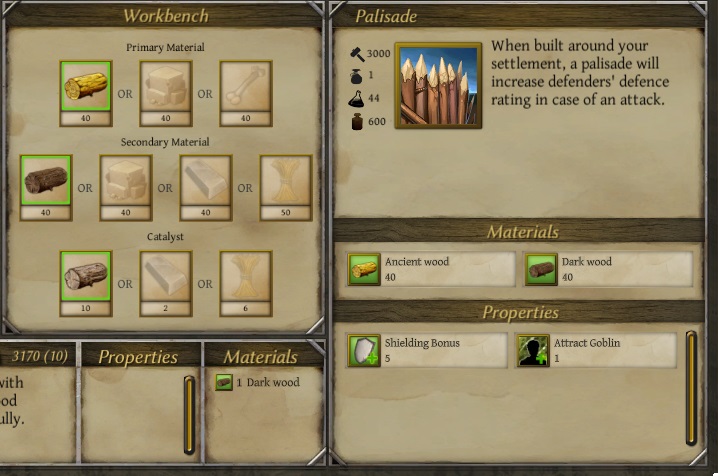 Workbench
Primary Material
OR
OR
40
40
40
Secondary Material
OR
OR
OR
40
40
40
50
Catalyst
OR
OR
10
2
6
3170 (10)
with
ood
ully.
Properties
Materials
1 Dark wood
Palisade
3000
1
44
600
When built around your
settlement, a palisade will
increase defenders' defence
rating in case of an attack.
Materials
Ancient wood
40
Dark wood
40
Properties
Shielding Bonus
5
Attract Goblin
1